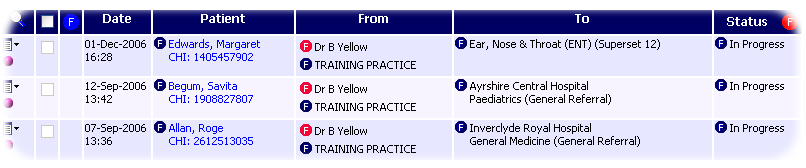 F Date Patient From To Status F
01-Dec-2006 F Edwards, Margaret F Dr B Yellow F Ear, Nose & Throat (ENT) (Superset 12) F In Progress
16:28 CHI: 1405457902 F TRAINING PRACTICE
12-Sep-2006 F Begum, Savita F Dr B Yellow F Ayrshire Central Hospital F In Progress
13:42 CHI: 1908827807 F TRAINING PRACTICE Paediatrics (General Referral)
07-Sep-2006 F Allan, Roge F Dr B Yellow F Inverclyde Royal Hospital F In Progress
13:36 CHI: 2612513035 F TRAINING PRACTICE General Medicine (General Referral)